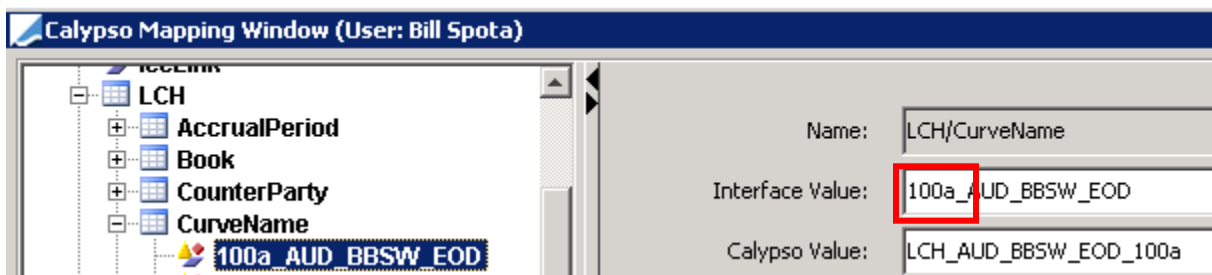 Calypso Mapping Window (User: Bill Spota)
LCH
AccrualPeriod
Book
CounterParty
CurveName
100a_AUD_BBSW_EOD
Name: LCH/CurveName
Interface Value: 100a_AUD_BBSW_EOD
Calypso Value: LCH_AUD_BBSW_EOD_100a